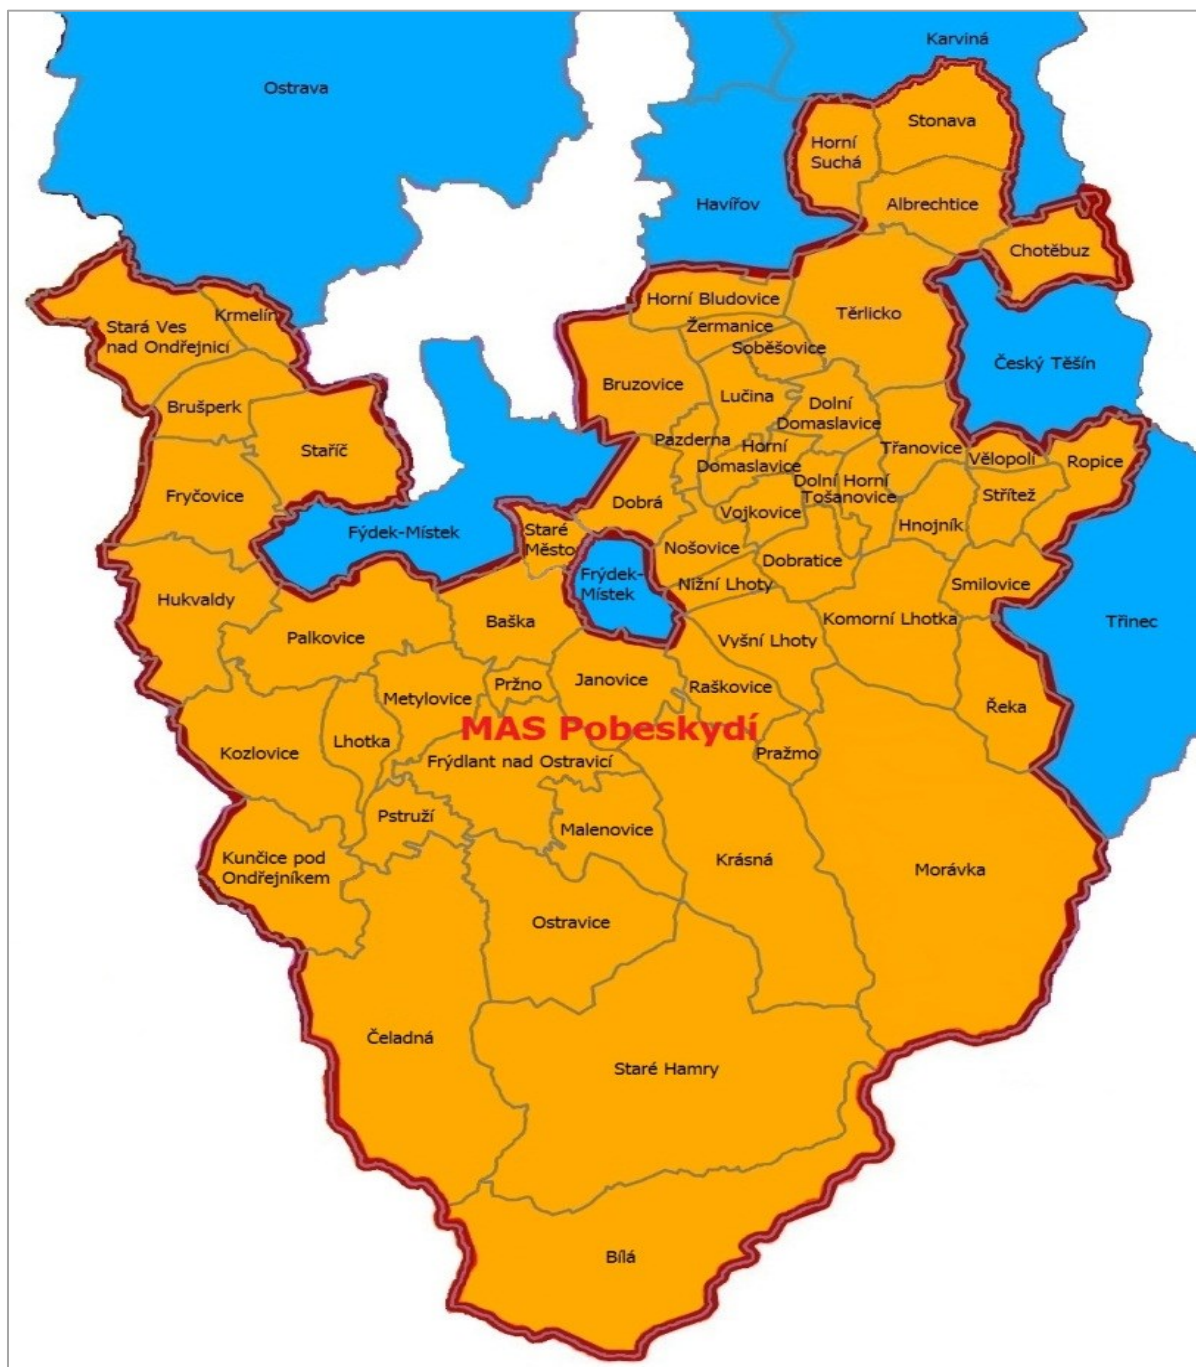 Karviná
Ostrava
Stonava
Horní
Suchá
Havířov
Albrechtice
Chotěbuz
Horní Bludovice
Krmelín
Těrlicko
Stará Ves
nad Ondřejnicí
Žermanice
Soběšovice
Český Těšín
Bruzovice
Lučina
Brušperk
Dolní
Domaslavice
Staříč
Pazderna
Horní
Domaslavice
Třanovice
Vělopolí
Ropice
Fryčovice
Dolní Horní
Tošanovice
Střítež
Dobrá
Vojkovice
Hnojník
Fýdek-Místek
Staré
Město
Nošovice
Dobratice
Frýdek-
Místek
Nižní Lhoty
Smilovice
Hukvaldy
Baška
Komorní Lhotka
Třinec
Palkovice
Vyšní Lhoty
Janovice
Pržno
Raškovice
Metylovice
Řeka
MAS Pobeskydí
Lhotka
Kozlovice
Pražmo
Frýdlant nad Ostravicí
Pstruží
Malenovice
Kunčice pod
Ondřejníkem
Krásná
Morávka
Ostravice
Čeladná
Staré Hamry
Bílá